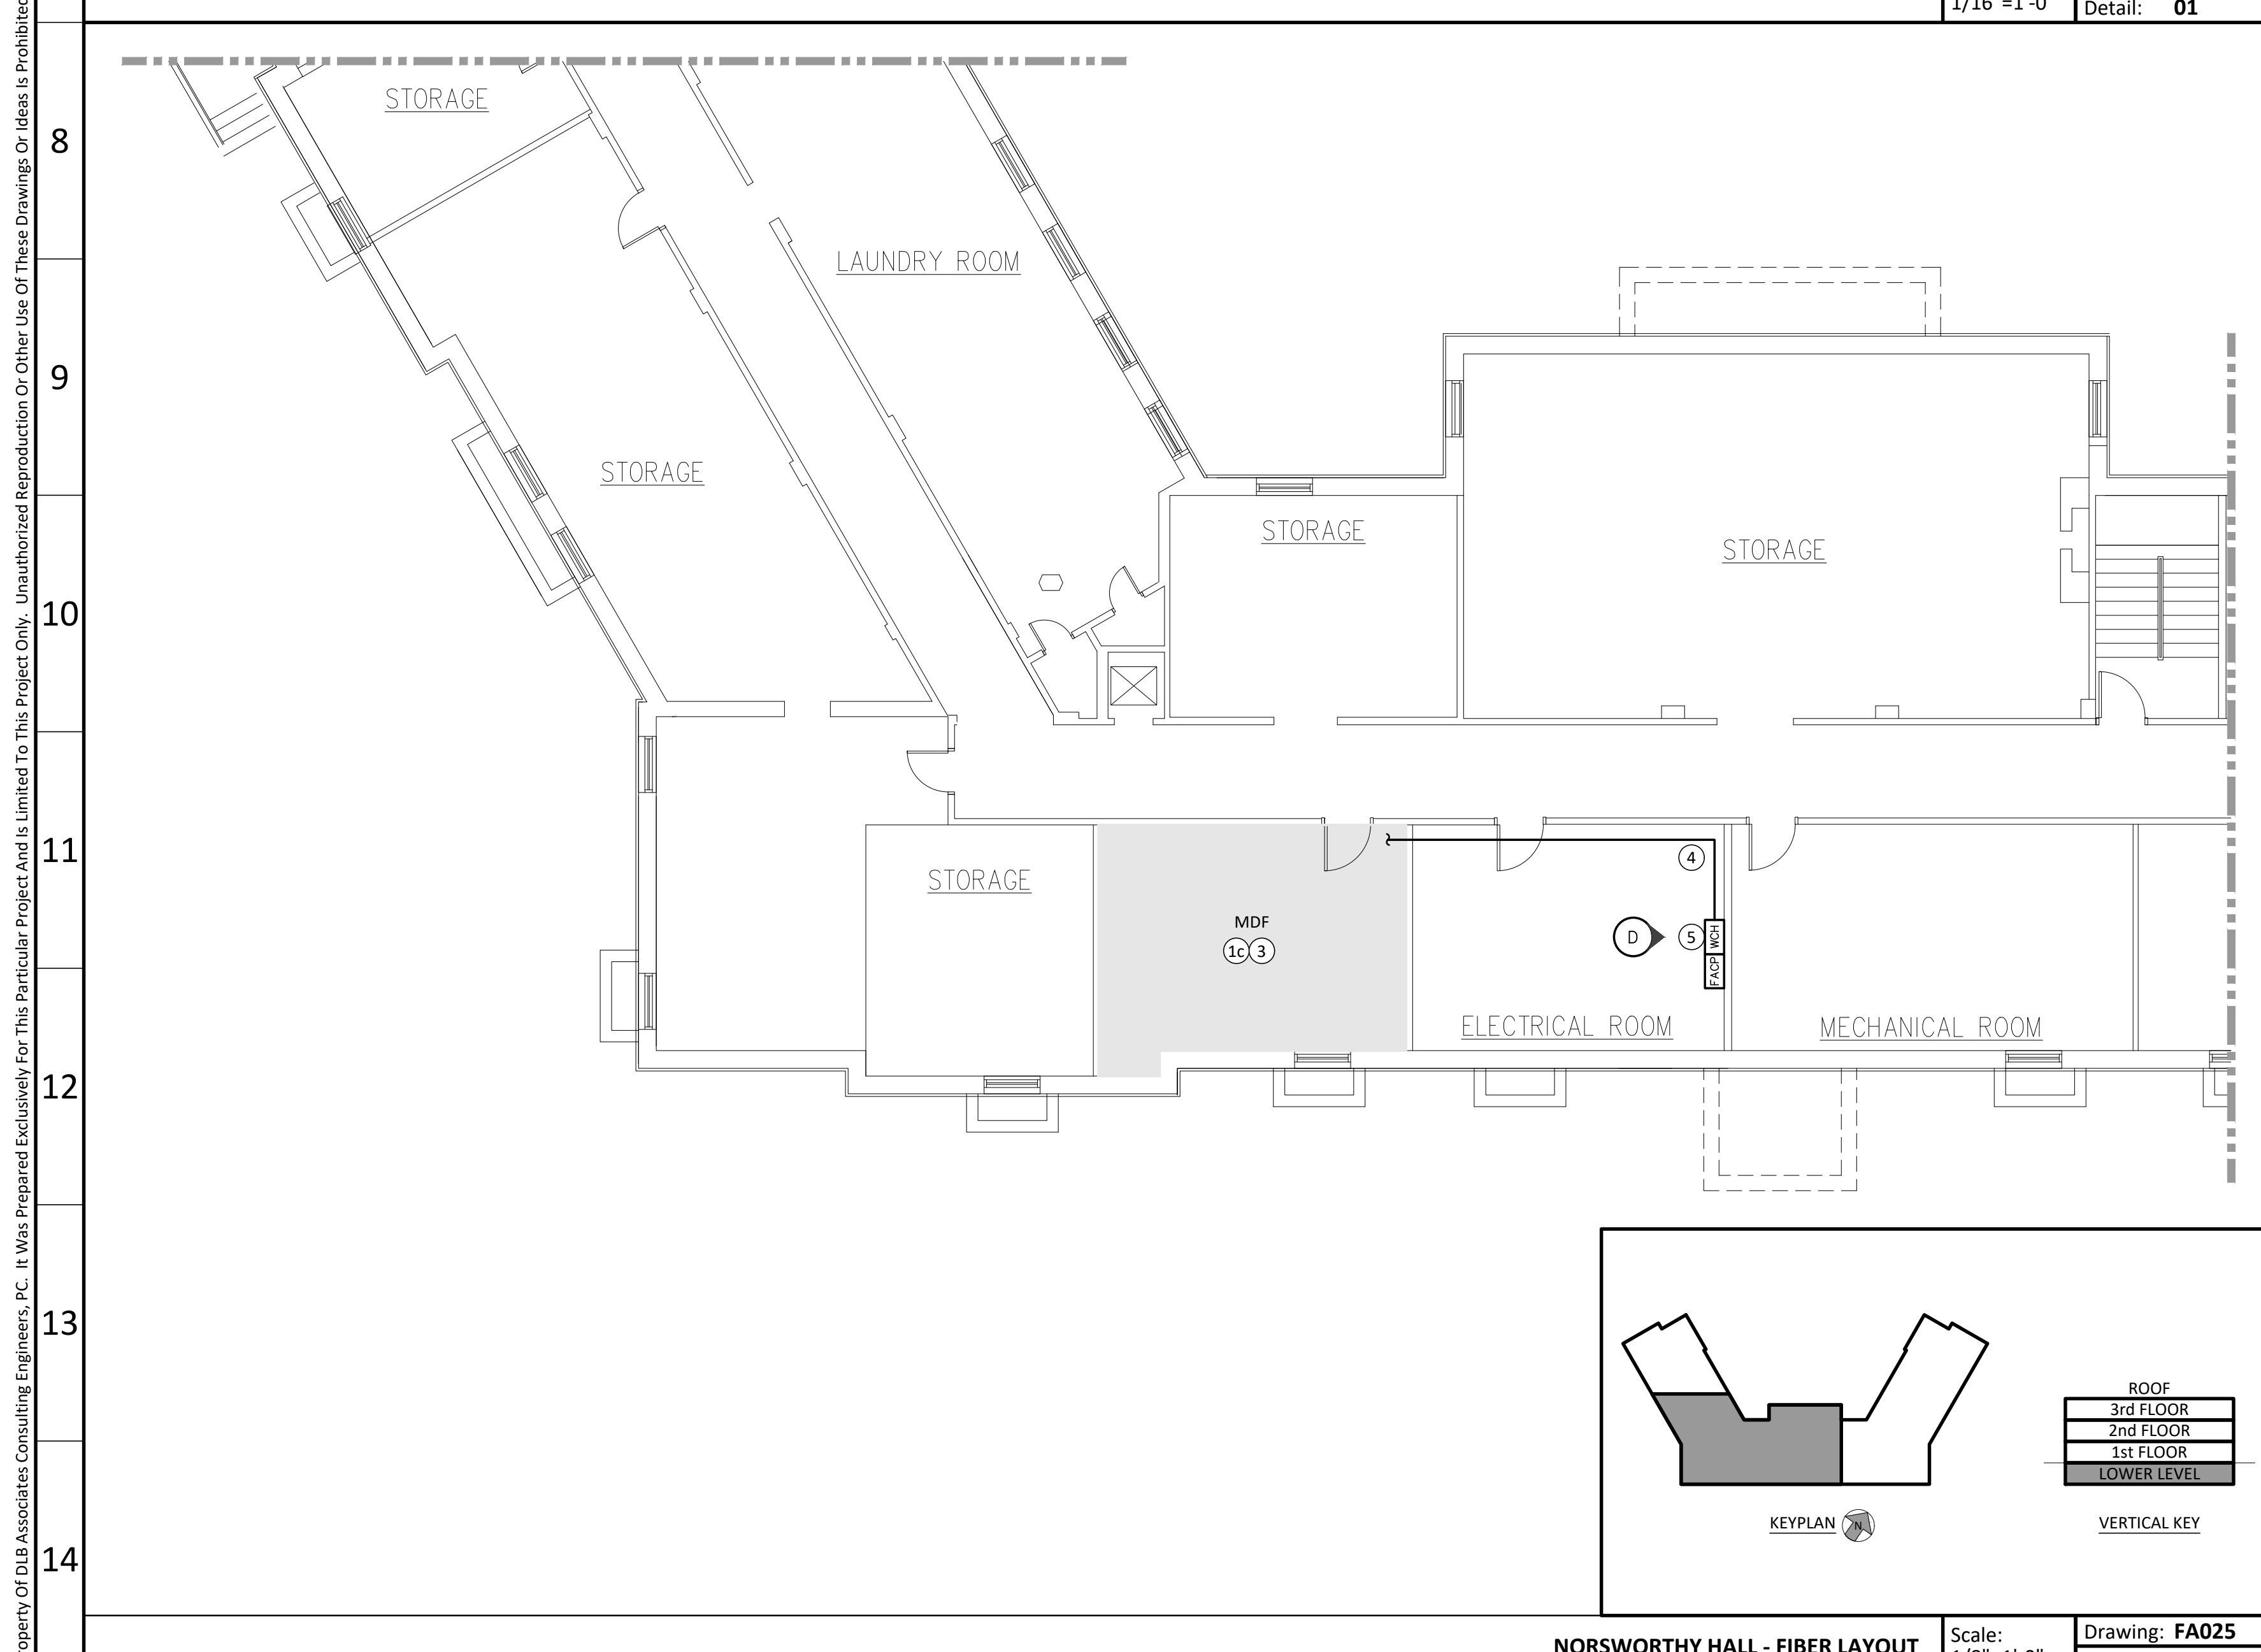 1/16"=1'-0"
Detail: 01
roperty Of DLB Associates Consulting Engineers, PC. It Was Prepared Exclusively For This Particular Project And Is Limited To This Project Only. Unauthorized Reproduction Or Other Use Of These Drawings Or Ideas Is Prohibited
8
9
10
11
12
13
14
STORAGE
LAUNDRY ROOM
STORAGE
STORAGE
STORAGE
STORAGE
MDF
1c 3
4
D
5
WCH
FACP
ELECTRICAL ROOM
MECHANICAL ROOM
ROOF
3rd FLOOR
2nd FLOOR
1st FLOOR
LOWER LEVEL
KEYPLAN
N
VERTICAL KEY
NORSWORTHY HALL - FIBER LAYOUT
Scale:
Drawing: FA025